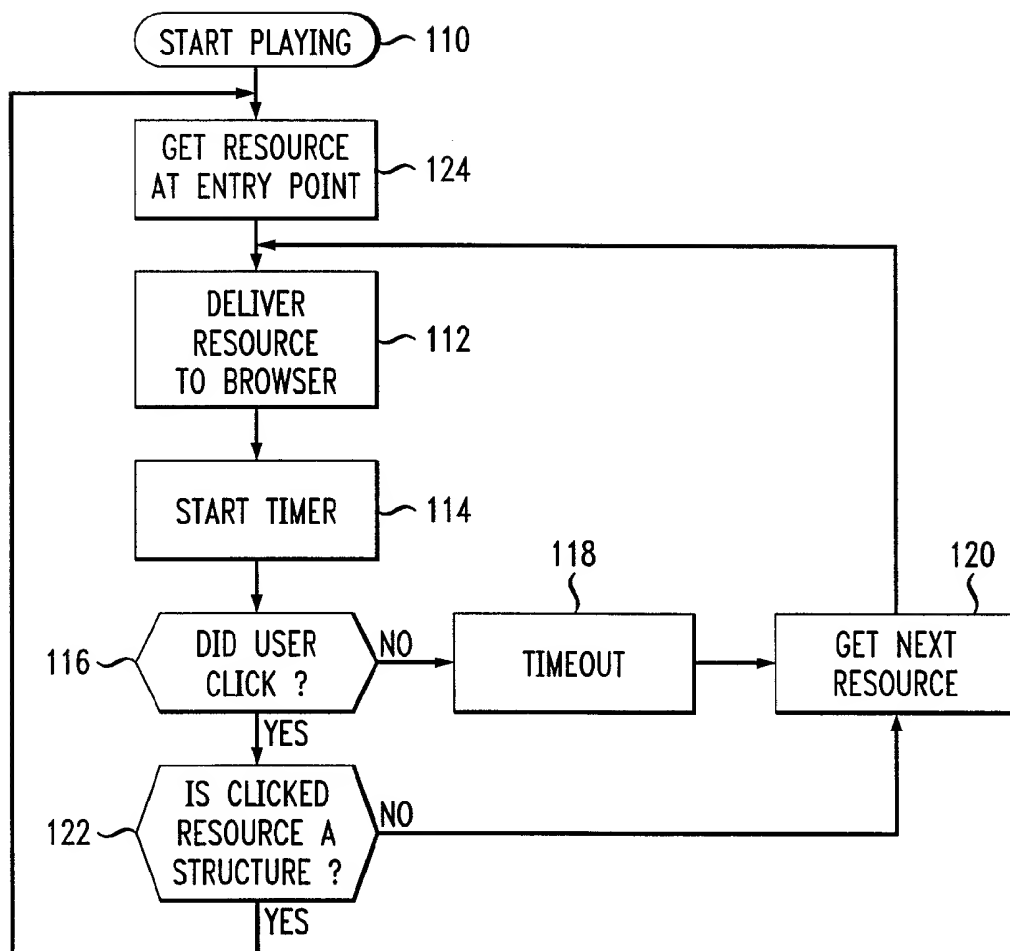 START PLAYING
110
GET RESOURCE
AT ENTRY POINT
124
DELIVER
RESOURCE
TO BROWSER
112
START TIMER
114
118
120
116
DID USER
CLICK ?
NO
TIMEOUT
GET NEXT
RESOURCE
YES
122
IS CLICKED
RESOURCE A
STRUCTURE ?
NO
YES